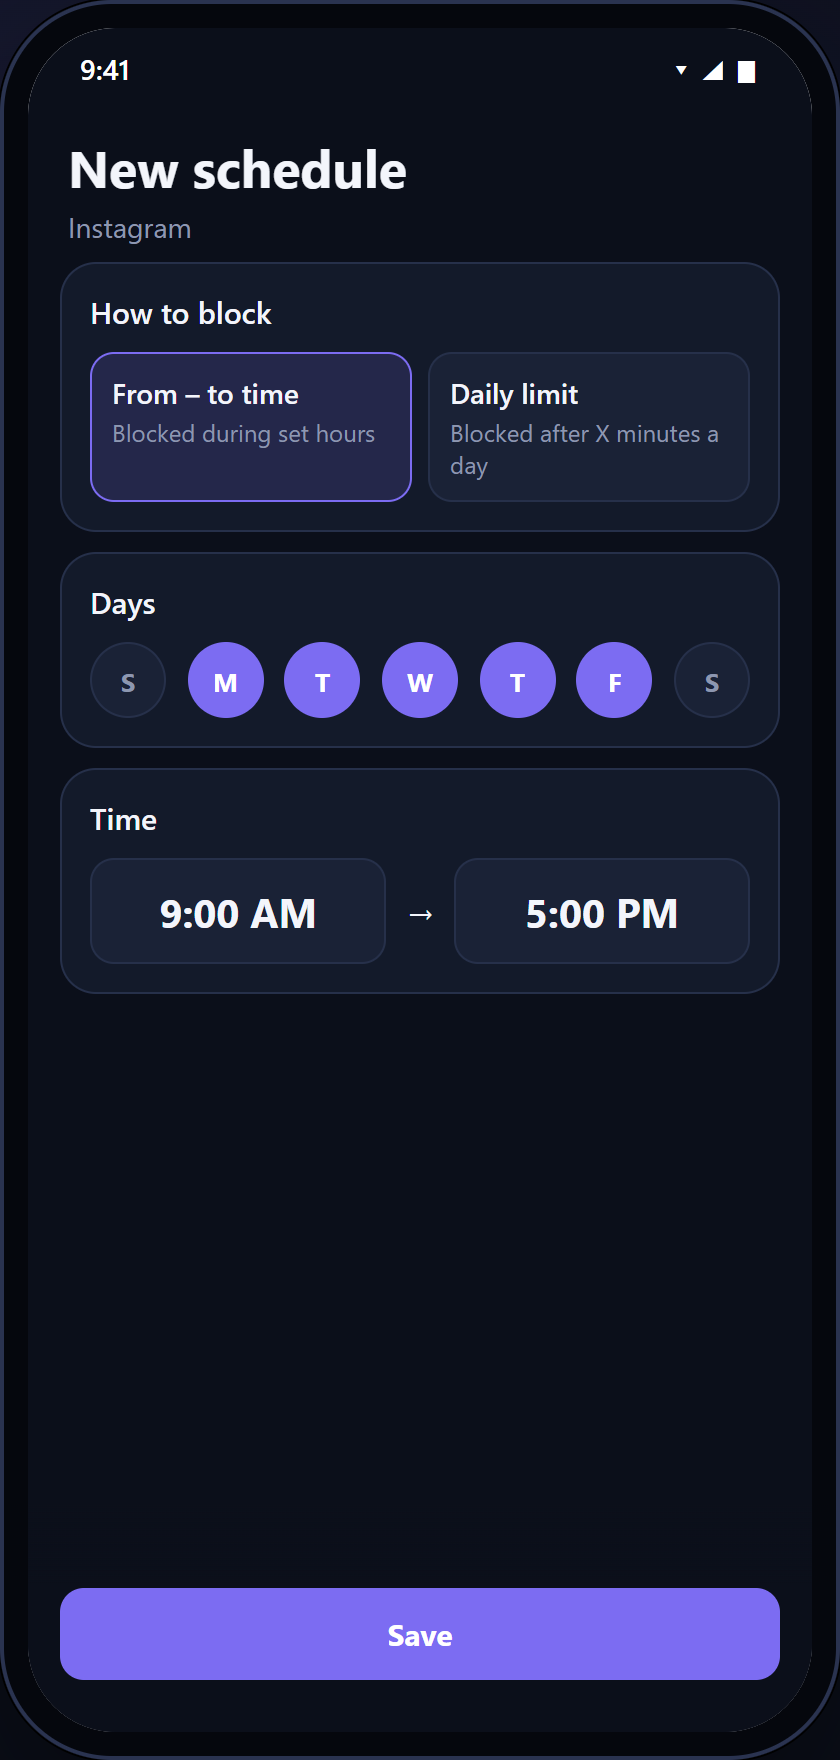 9:41
New schedule
Instagram
How to block
From – to time
Blocked during set hours
Daily limit
Blocked after X minutes a
day
Days
S M T W T F S
Time
9:00 AM → 5:00 PM
Save